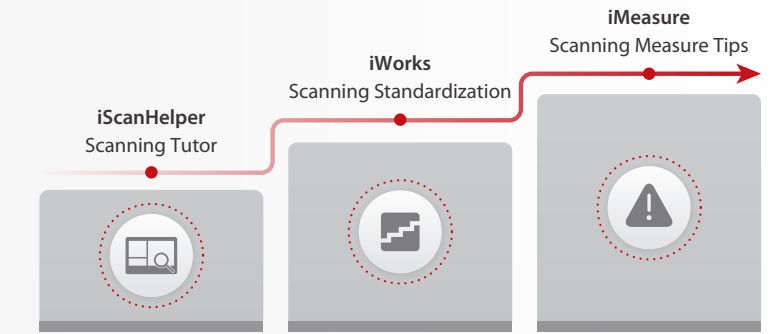 iScanHelper
Scanning Tutor
iWorks
Scanning Standardization
iMeasure
Scanning Measure Tips